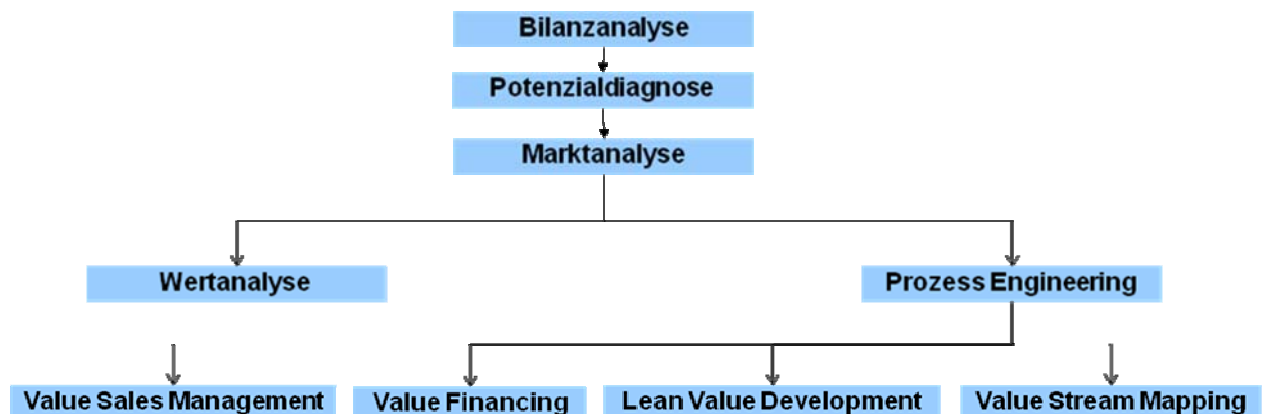 Bilanzanalyse
Potenzialdiagnose
Marktanalyse
Wertanalyse
Prozess Engineering
Value Sales Management
Value Financing
Lean Value Development
Value Stream Mapping